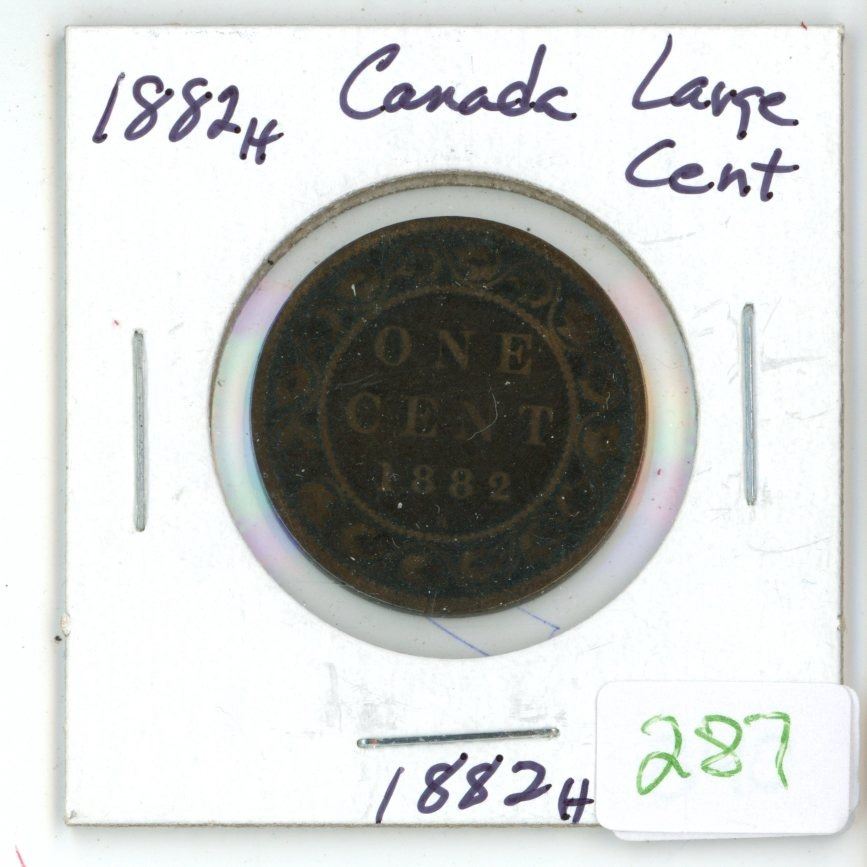 1882H Canada Large
Cent
ONE
CENT
1882
H
1882H
287